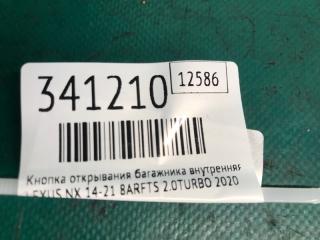 341210
12586
Кнопка открывания багажника внутренняя
LEXUS NX 14-21 8ARFTS 2.0TURBO 2020